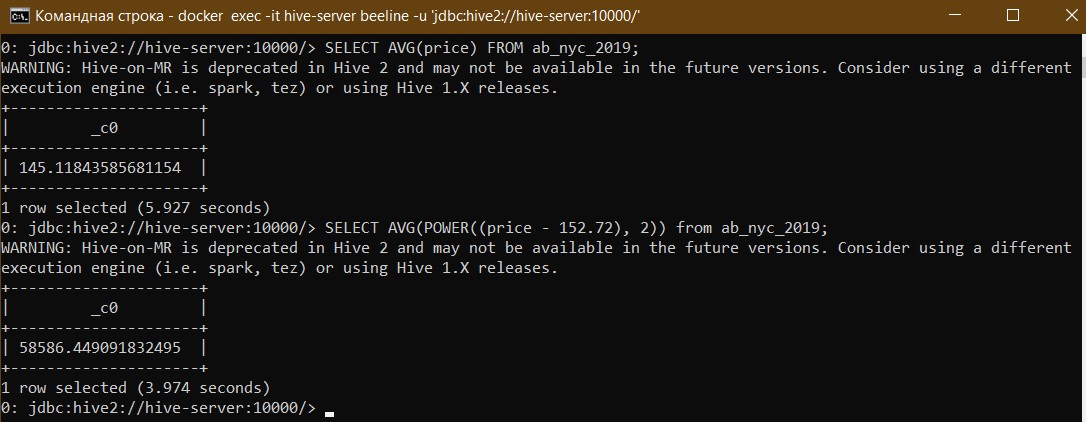 Командная строка - docker exec -it hive-server beeline -u 'jdbc:hive2://hive-server:10000/'
0: jdbc:hive2://hive-server:10000/> SELECT AVG(price) FROM ab_nyc_2019;
WARNING: Hive-on-MR is deprecated in Hive 2 and may not be available in the future versions. Consider using a different
execution engine (i.e. spark, tez) or using Hive 1.X releases.
+---------------------+
|         _c0         |
+---------------------+
| 145.11843585681154  |
+---------------------+
1 row selected (5.927 seconds)
0: jdbc:hive2://hive-server:10000/> SELECT AVG(POWER((price - 152.72), 2)) from ab_nyc_2019;
WARNING: Hive-on-MR is deprecated in Hive 2 and may not be available in the future versions. Consider using a different
execution engine (i.e. spark, tez) or using Hive 1.X releases.
+---------------------+
|         _c0         |
+---------------------+
| 58586.449091832495  |
+---------------------+
1 row selected (3.974 seconds)
0: jdbc:hive2://hive-server:10000/>